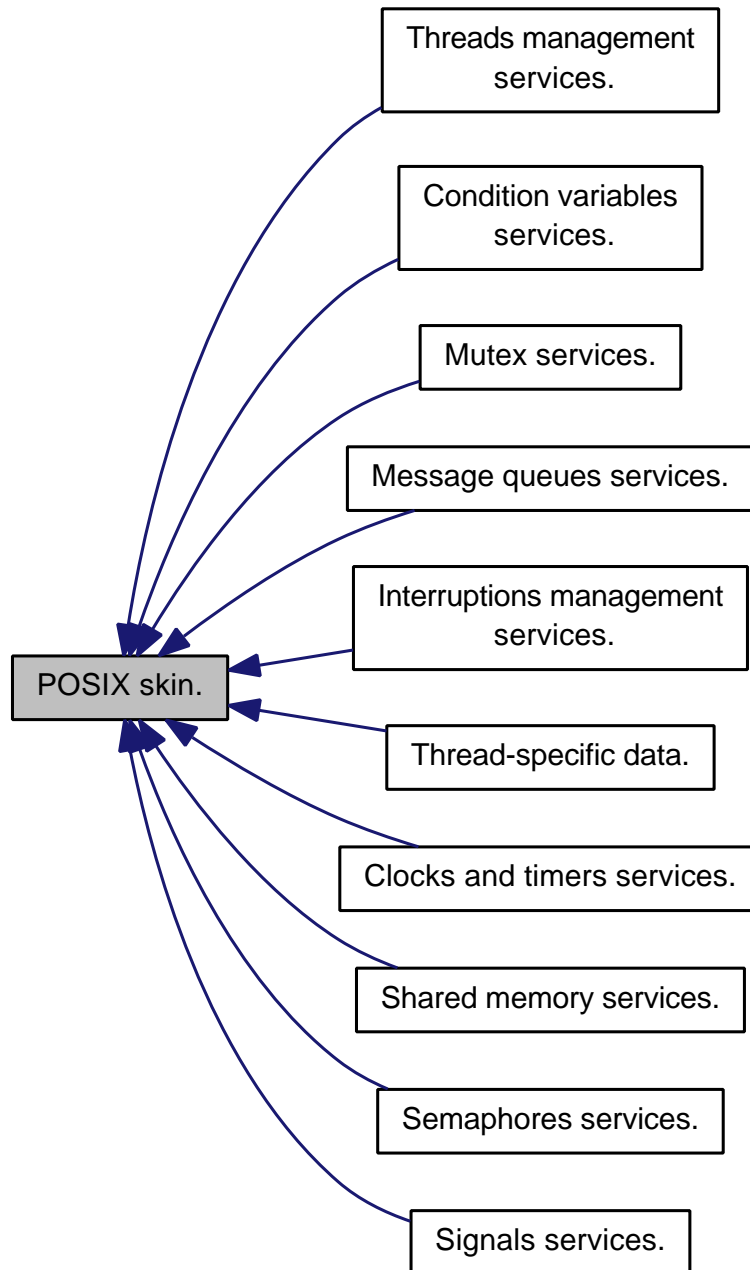 Threads management
services.
Condition variables
services.
Mutex services.
Message queues services.
Interruptions management
services.
POSIX skin.
Thread-specific data.
Clocks and timers services.
Shared memory services.
Semaphores services.
Signals services.